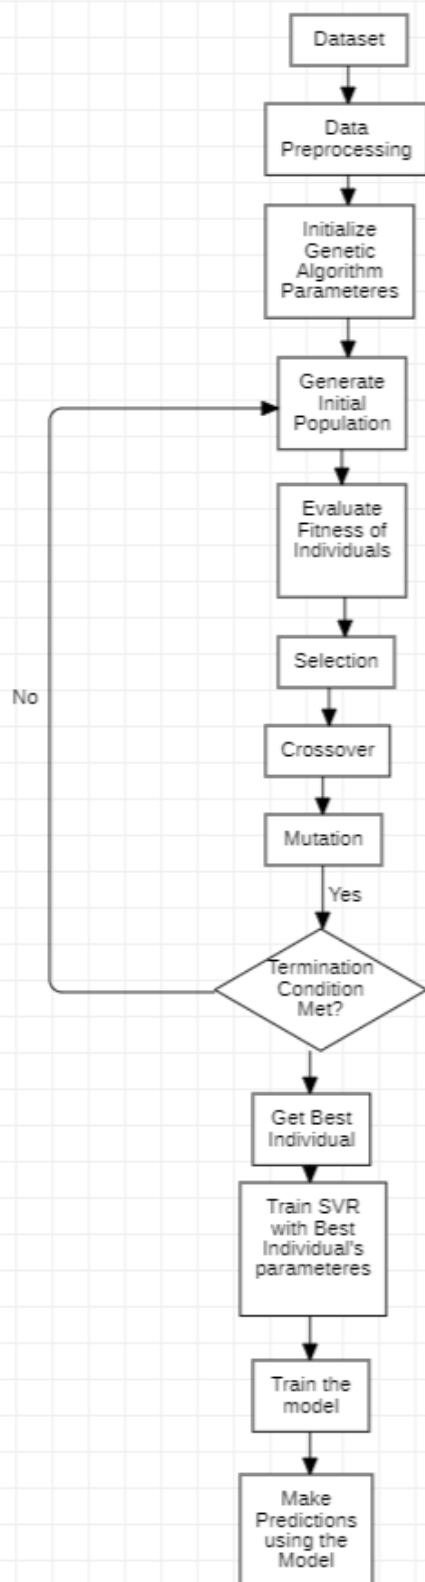 Dataset
Data
Preprocessing
Initialize
Genetic
Algorithm
Parameteres
Generate
Initial
Population
Evaluate
Fitness of
Individuals
Selection
No
Crossover
Mutation
Yes
Termination
Condition
Met?
Get Best
Individual
Train SVR
with Best
Individual's
parameteres
Train the
model
Make
Predictions
using the
Model